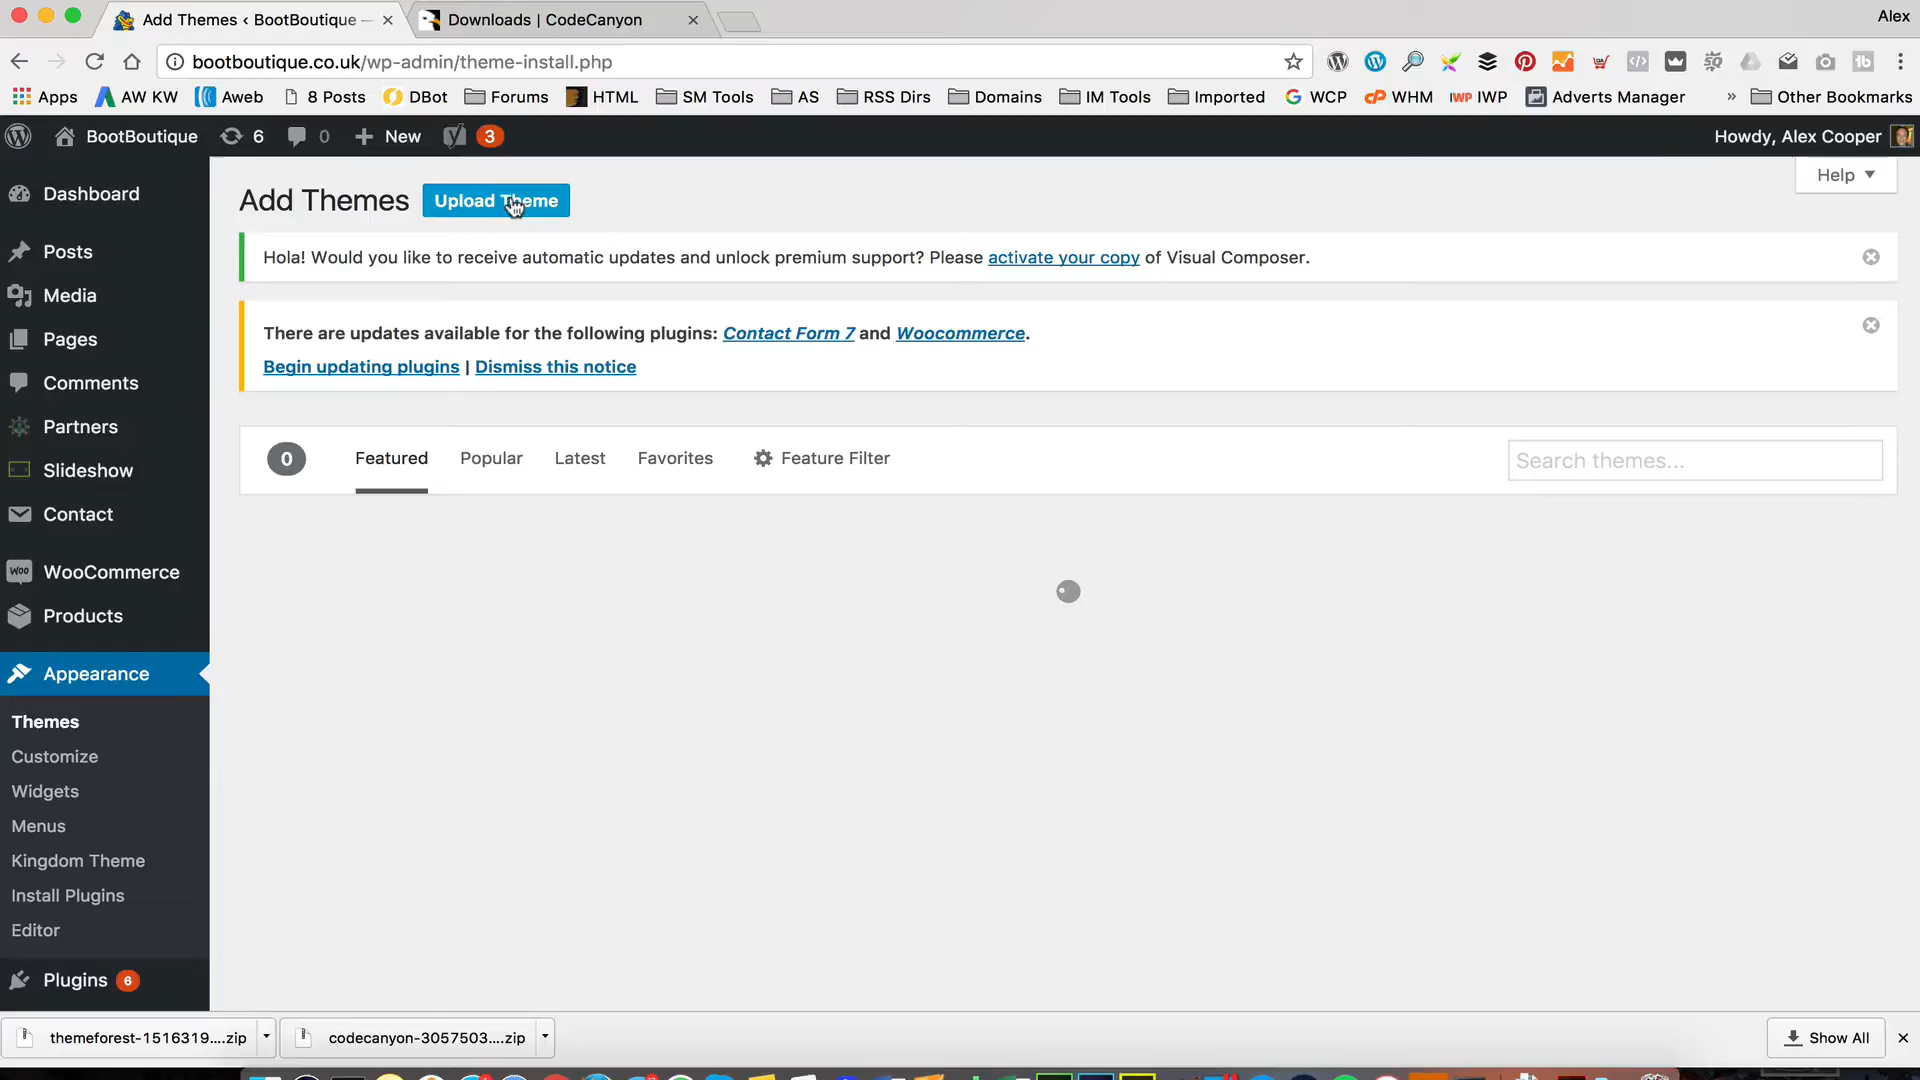 Add Themes < BootBoutique –
Downloads | CodeCanyon
Alex
bootboutique.co.uk/wp-admin/theme-install.php
Apps
AW KW
Aweb
8 Posts
DBot
Forums
HTML
SM Tools
AS
RSS Dirs
Domains
IM Tools
Imported
WCP
WHM
IWP
Adverts Manager
»
Other Bookmarks
BootBoutique
6
0
New
3
Howdy, Alex Cooper
Dashboard
Posts
Media
Pages
Comments
Partners
Slideshow
Contact
WooCommerce
Products
Appearance
Themes
Customize
Widgets
Menus
Kingdom Theme
Install Plugins
Editor
Plugins 6
Add Themes
Upload Theme
Help
Hola! Would you like to receive automatic updates and unlock premium support? Please activate your copy of Visual Composer.
There are updates available for the following plugins: Contact Form 7 and Woocommerce.
Begin updating plugins | Dismiss this notice
0
Featured
Popular
Latest
Favorites
Feature Filter
Search themes...
themeforest-1516319....zip
codecanyon-3057503....zip
Show All